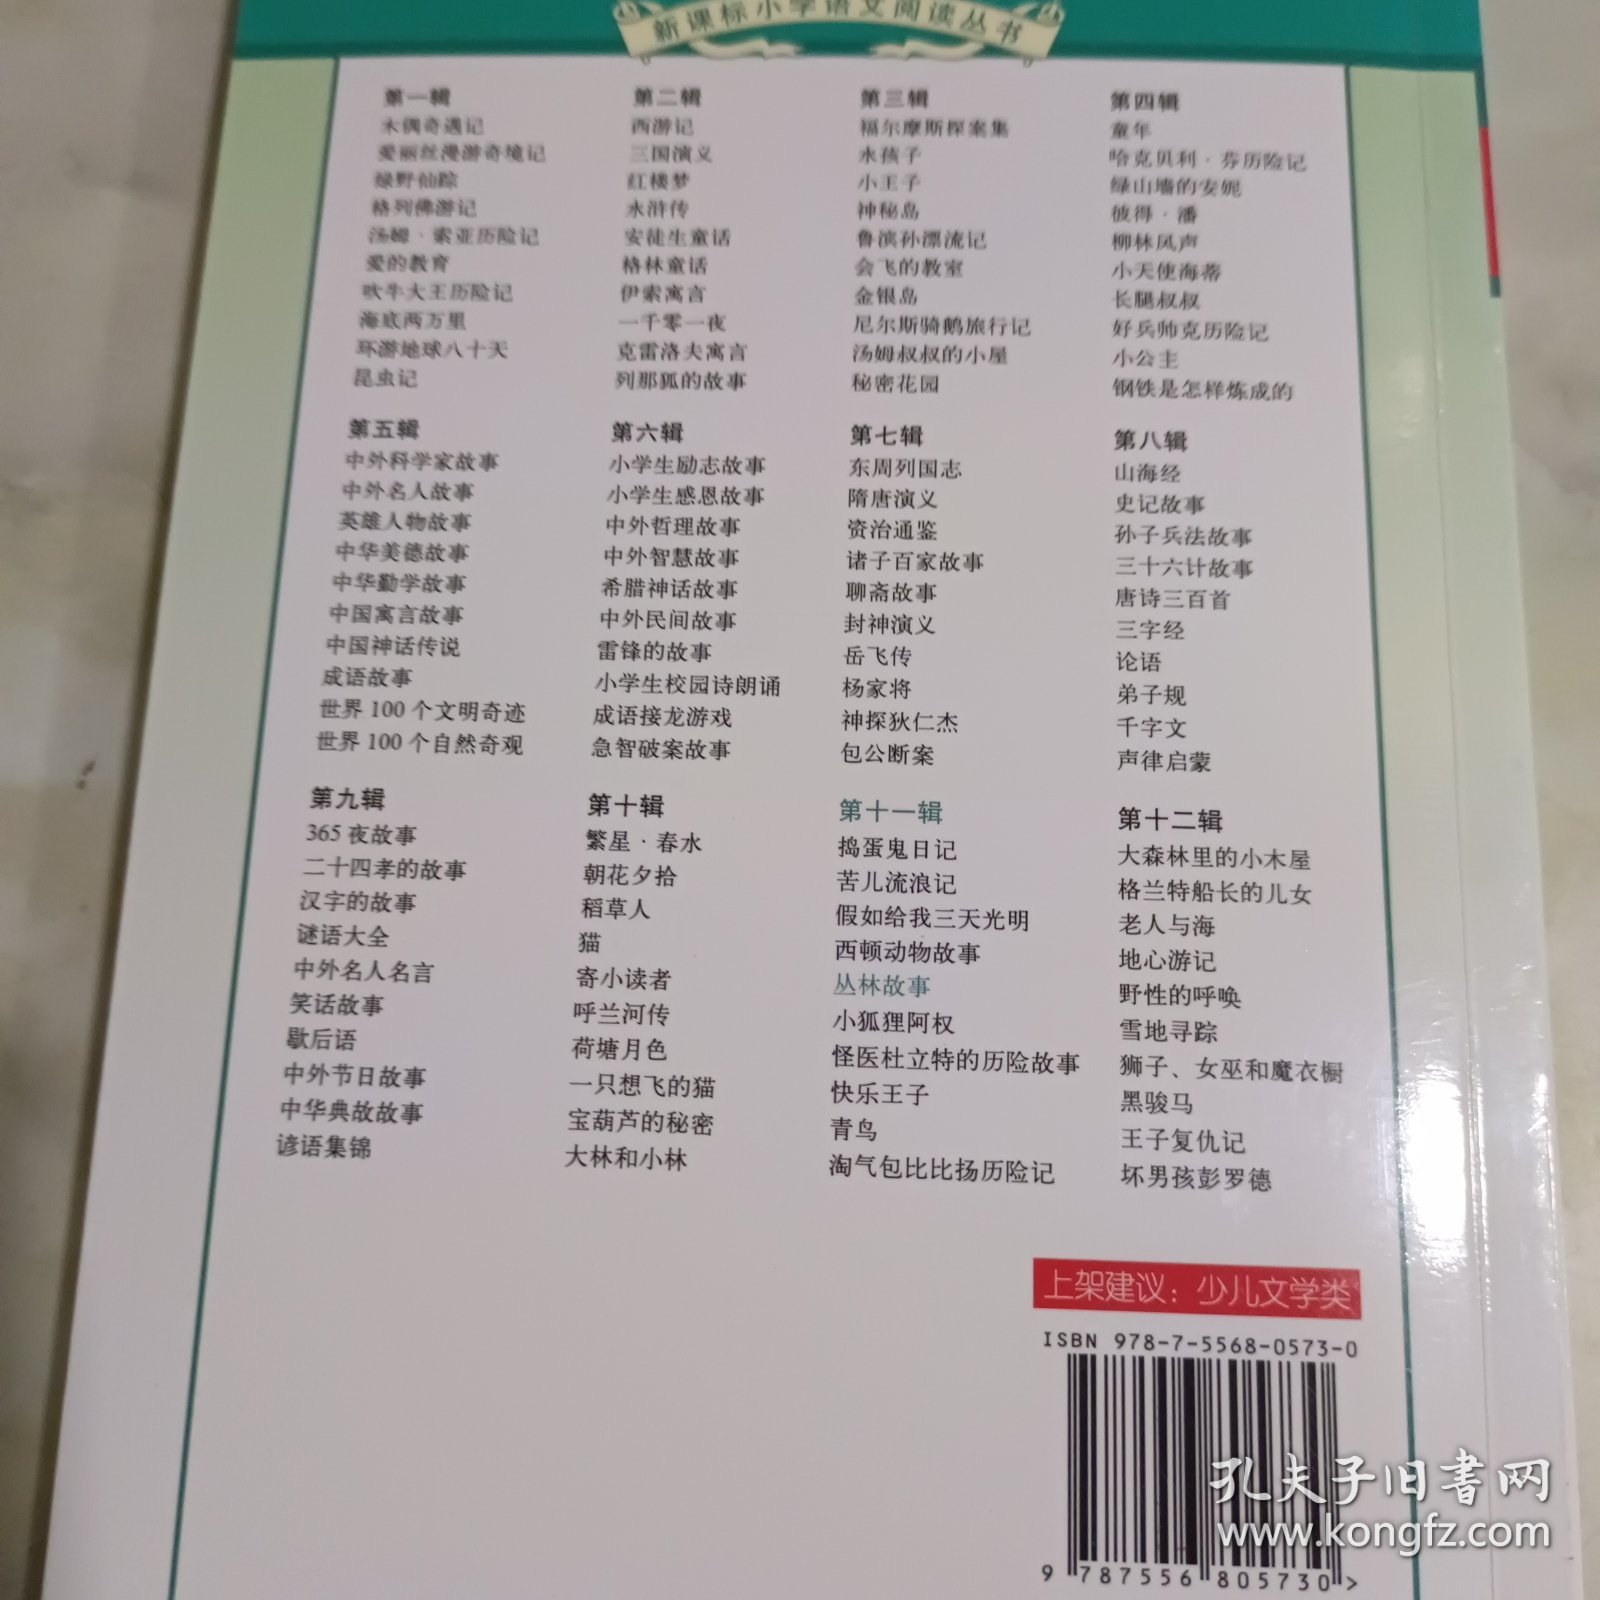 新课标小学语文阅读丛书
第一辑
木偶奇遇记
爱丽丝漫游奇境记
绿野仙踪
格列佛游记
汤姆·索亚历险记
爱的教育
吹牛大王历险记
海底两万里
环游地球八十天
昆虫记
第二辑
西游记
三国演义
红楼梦
水浒传
安徒生童话
格林童话
伊索寓言
一千零一夜
克雷洛夫寓言
列那狐的故事
第三辑
福尔摩斯探案集
水孩子
小王子
神秘岛
鲁滨孙漂流记
会飞的教室
金银岛
尼尔斯骑鹅旅行记
汤姆叔叔的小屋
秘密花园
第四辑
童年
哈克贝利·芬历险记
绿山墙的安妮
彼得·潘
柳林风声
小天使海蒂
长腿叔叔
好兵帅克历险记
小公主
钢铁是怎样炼成的
第五辑
中外科学家故事
中外名人故事
英雄人物故事
中华美德故事
中华勤学故事
中国寓言故事
中国神话传说
成语故事
世界100个文明奇迹
世界100个自然奇观
第六辑
小学生励志故事
小学生感恩故事
中外哲理故事
中外智慧故事
希腊神话故事
中外民间故事
雷锋的故事
小学生校园诗朗诵
成语接龙游戏
急智破案故事
第七辑
东周列国志
隋唐演义
资治通鉴
诸子百家故事
聊斋故事
封神演义
岳飞传
杨家将
神探狄仁杰
包公断案
第八辑
山海经
史记故事
孙子兵法故事
三十六计故事
唐诗三百首
三字经
论语
弟子规
千字文
声律启蒙
第九辑
365夜故事
二十四孝的故事
汉字的故事
谜语大全
中外名人名言
笑话故事
歇后语
中外节日故事
中华典故故事
谚语集锦
第十辑
繁星·春水
朝花夕拾
稻草人
猫
寄小读者
呼兰河传
荷塘月色
一只想飞的猫
宝葫芦的秘密
大林和小林
第十一辑
捣蛋鬼日记
苦儿流浪记
假如给我三天光明
西顿动物故事
丛林故事
小狐狸阿权
怪医杜立特的历险故事
快乐王子
青鸟
淘气包比比扬历险记
第十二辑
大森林里的小木屋
格兰特船长的儿女
老人与海
地心游记
野性的呼唤
雪地寻踪
狮子、女巫和魔衣橱
黑骏马
王子复仇记
坏男孩彭罗德
上架建议：少儿文学类
ISBN 978-7-5568-0573-0
9 787556 805730 >
孔夫子旧书网
www.kongfz.com